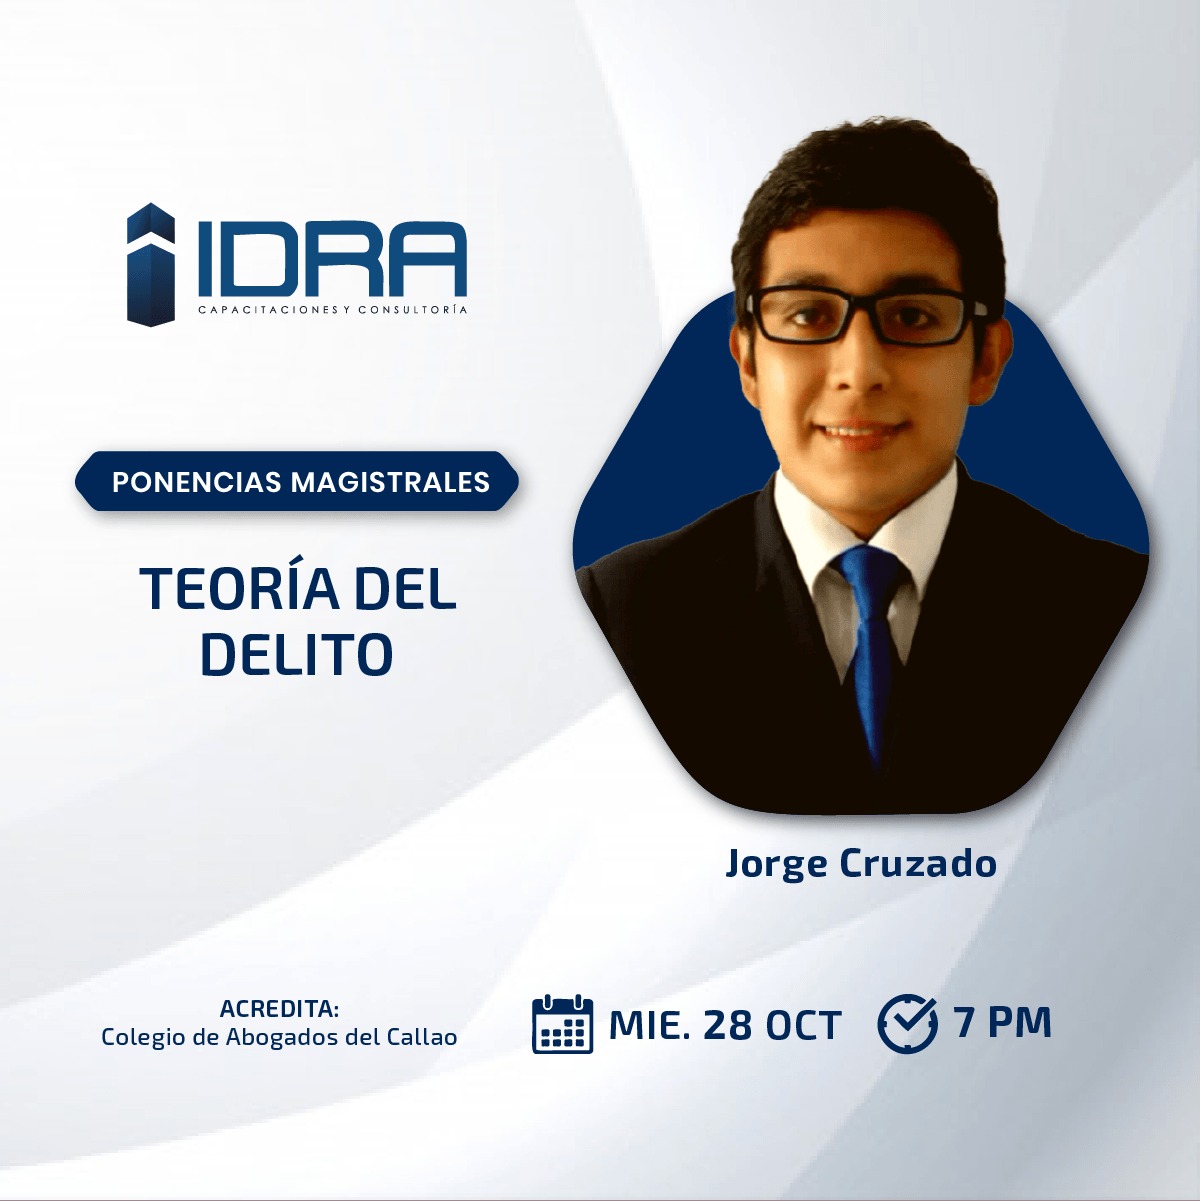 IDRA
CAPACITACIONES Y CONSULTORÍA
PONENCIAS MAGISTRALES
TEORÍA DEL
DELITO
Jorge Cruzado
ACREDITA:
Colegio de Abogados del Callao
MIE. 28 OCT
7 PM